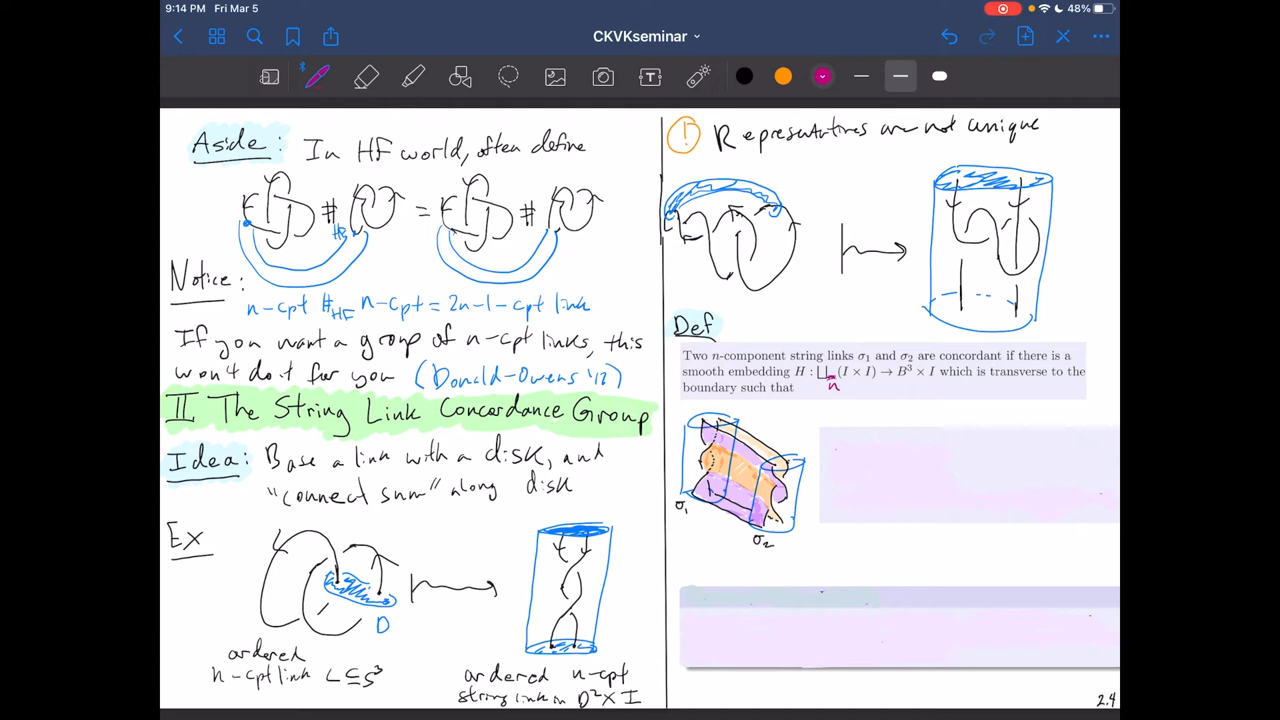 9:14 PM Fri Mar 5
48%
CKVKseminar
Aside: In HF world, often define
# = #
HF
Notice:
n-cpt #HF n-cpt = 2n-1-cpt link
If you want a group of n-cpt links, this
won't do it for you (Donald-Owens '12)
II The String Link Concordance Group
Idea: Base a link with a disk, and
"connect sum" along disk
Ex
D
ordered
n-cpt link L ⊆ S³
ordered n-cpt
string link in D² × I
! Representatives are not unique
Def
Two n-component string links σ1 and σ2 are concordant if there is a
smooth embedding H : ⨆n (I × I) → B³ × I which is transverse to the
boundary such that
σ1
σ2
2.4